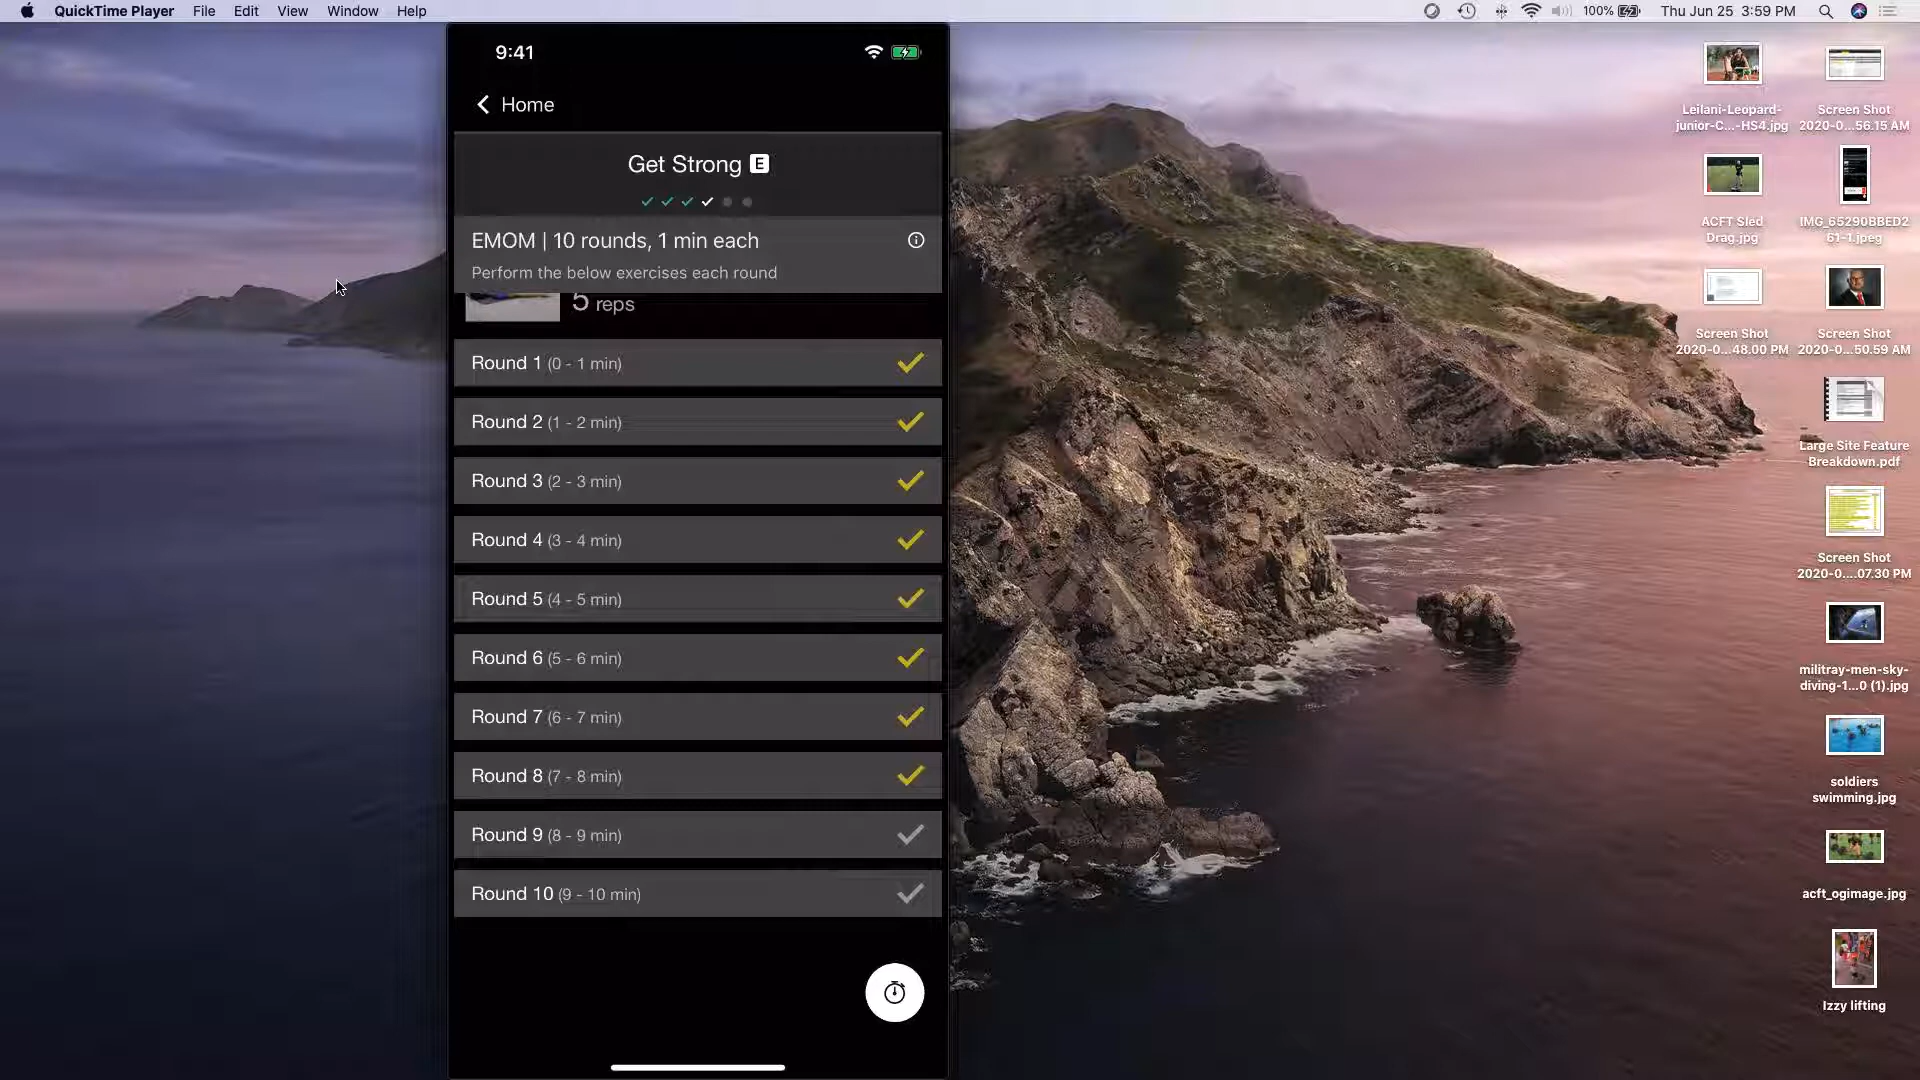 QuickTime Player File Edit View Window Help
100% Thu Jun 25 3:59 PM
9:41
Home
Get Strong E
EMOM | 10 rounds, 1 min each
Perform the below exercises each round
5 reps
Round 1 (0 - 1 min)
Round 2 (1 - 2 min)
Round 3 (2 - 3 min)
Round 4 (3 - 4 min)
Round 5 (4 - 5 min)
Round 6 (5 - 6 min)
Round 7 (6 - 7 min)
Round 8 (7 - 8 min)
Round 9 (8 - 9 min)
Round 10 (9 - 10 min)
Leilani-Leopard-
junior-C...-HS4.jpg
Screen Shot
2020-0...56.15 AM
ACFT Sled
Drag.jpg
IMG_65290BBED2
61-1.jpeg
Screen Shot
2020-0...48.00 PM
Screen Shot
2020-0...50.59 AM
Large Site Feature
Breakdown.pdf
Screen Shot
2020-0....07.30 PM
militray-men-sky-
diving-1...0 (1).jpg
soldiers
swimming.jpg
acft_ogimage.jpg
Izzy lifting